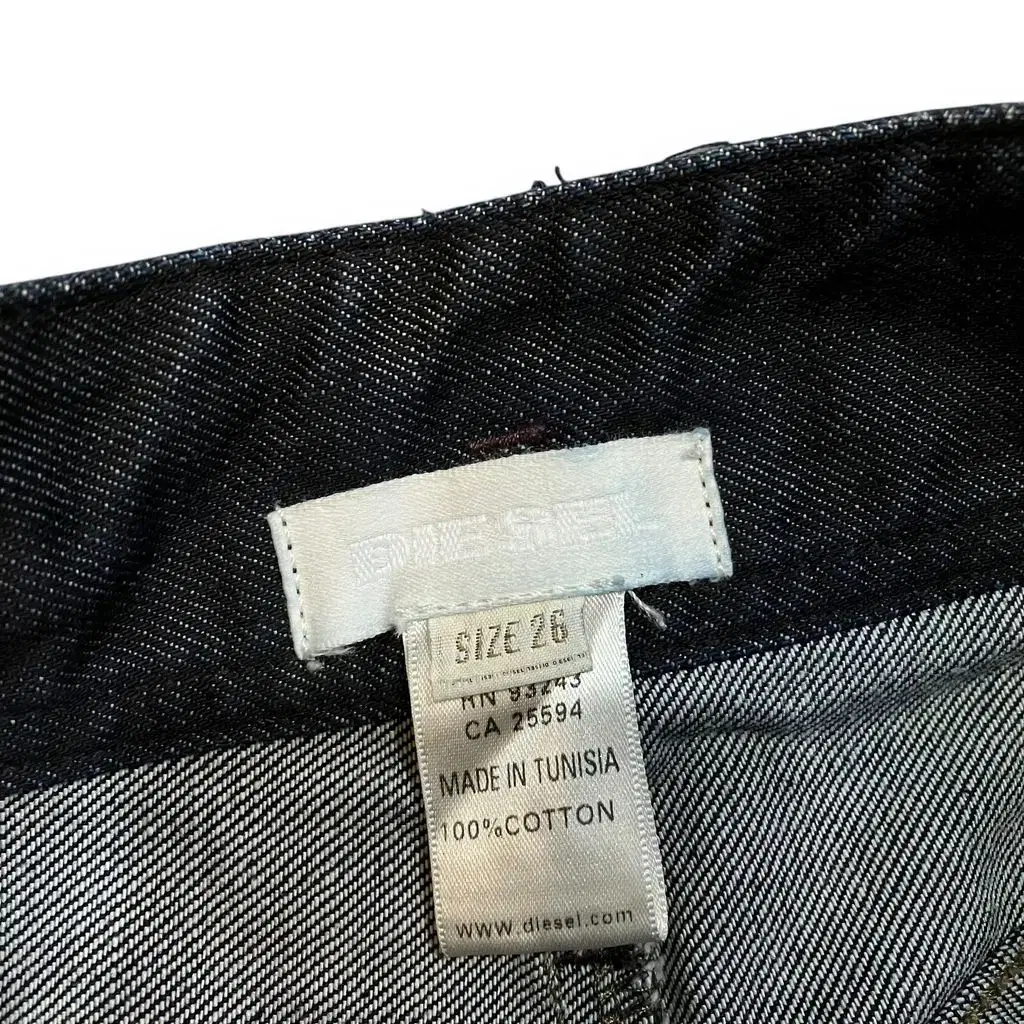 DIESEL
SIZE 26
RN 93243
CA 25594
MADE IN TUNISIA
100%COTTON
www.diesel.com